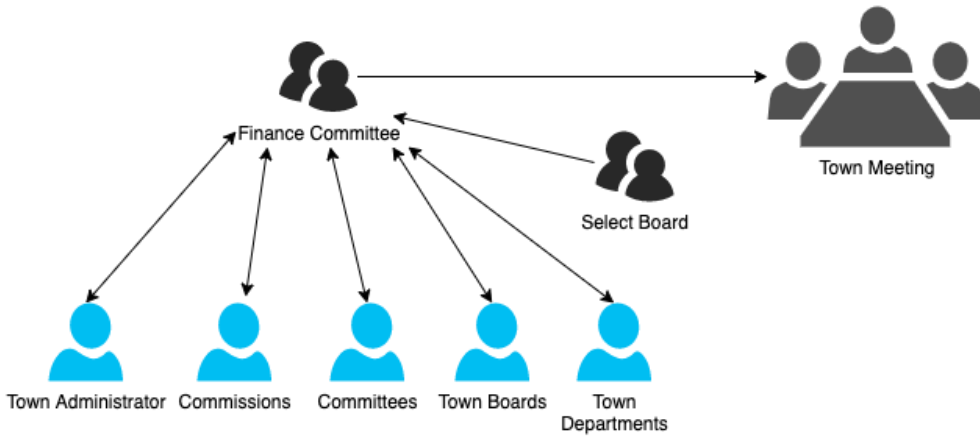 Finance Committee
Town Meeting
Select Board
Town Administrator
Commissions
Committees
Town Boards
Town
Departments